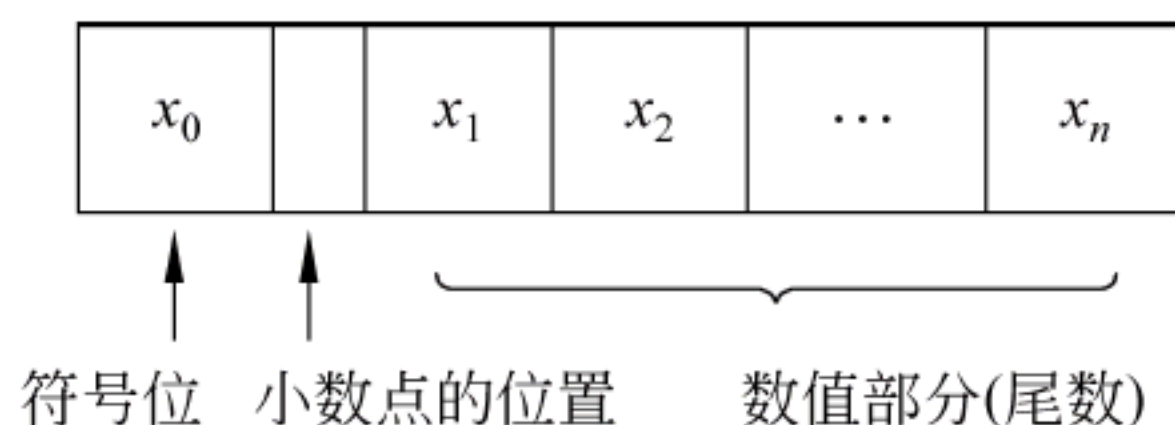 x₀ x₁ x₂ ⋯ xₙ
符号位 小数点的位置 数值部分(尾数)